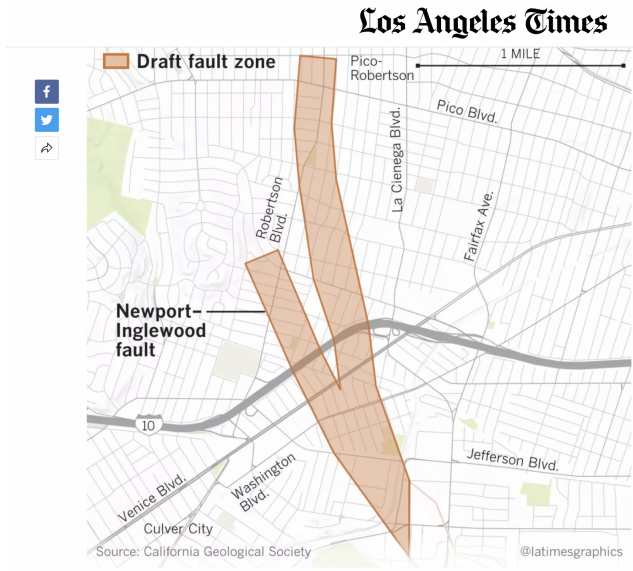 Los Angeles Times
Draft fault zone
Pico-
Robertson
1 MILE
Pico Blvd.
La Cienega Blvd.
Robertson
Blvd.
Fairfax Ave.
Newport–
Inglewood
fault
10
Jefferson Blvd.
Washington
Blvd.
Venice Blvd.
Culver City
Source: California Geological Society
@latimesgraphics